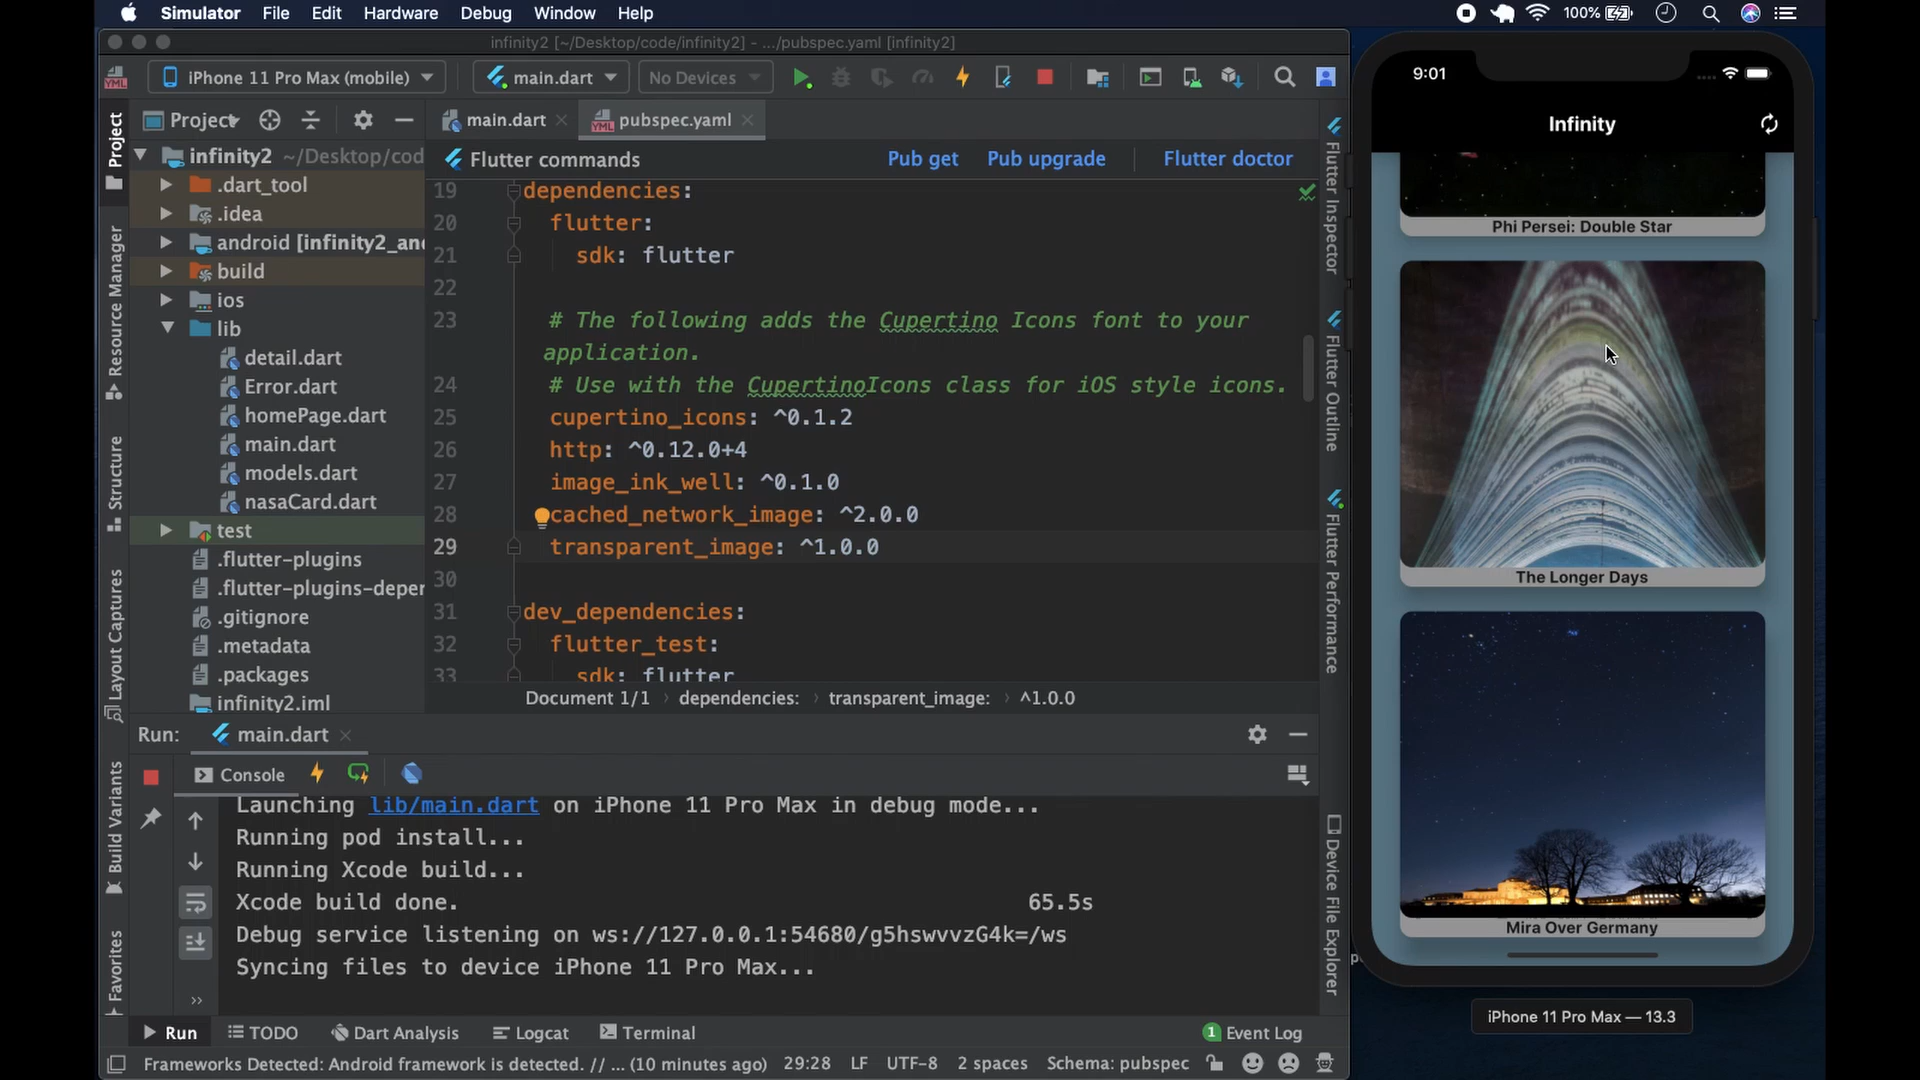 Simulator File Edit Hardware Debug Window Help 100%
infinity2 [~/Desktop/code/infinity2] - .../pubspec.yaml [infinity2]
iPhone 11 Pro Max (mobile) main.dart No Devices
Project main.dart pubspec.yaml
Flutter commands Pub get Pub upgrade Flutter doctor
infinity2 ~/Desktop/cod
.dart_tool
.idea
android [infinity2_an
build
ios
lib
detail.dart
Error.dart
homePage.dart
main.dart
models.dart
nasaCard.dart
test
.flutter-plugins
.flutter-plugins-deper
.gitignore
.metadata
.packages
infinity2.iml
19 dependencies:
20 flutter:
21 sdk: flutter
22
23 # The following adds the Cupertino Icons font to your
application.
24 # Use with the CupertinoIcons class for iOS style icons.
25 cupertino_icons: ^0.1.2
26 http: ^0.12.0+4
27 image_ink_well: ^0.1.0
28 cached_network_image: ^2.0.0
29 transparent_image: ^1.0.0
30
31 dev_dependencies:
32 flutter_test:
33 sdk: flutter
Document 1/1 dependencies: transparent_image: ^1.0.0
Project
Resource Manager
Structure
Layout Captures
Build Variants
Favorites
Flutter Inspector
Flutter Outline
Flutter Performance
Device File Explorer
Run: main.dart
Console
Launching lib/main.dart on iPhone 11 Pro Max in debug mode...
Running pod install...
Running Xcode build...
Xcode build done. 65.5s
Debug service listening on ws://127.0.0.1:54680/g5hswvvzG4k=/ws
Syncing files to device iPhone 11 Pro Max...
Run TODO Dart Analysis Logcat Terminal 1 Event Log
Frameworks Detected: Android framework is detected. // ... (10 minutes ago) 29:28 LF UTF-8 2 spaces Schema: pubspec
9:01
Infinity
Phi Persei: Double Star
The Longer Days
Mira Over Germany
iPhone 11 Pro Max — 13.3